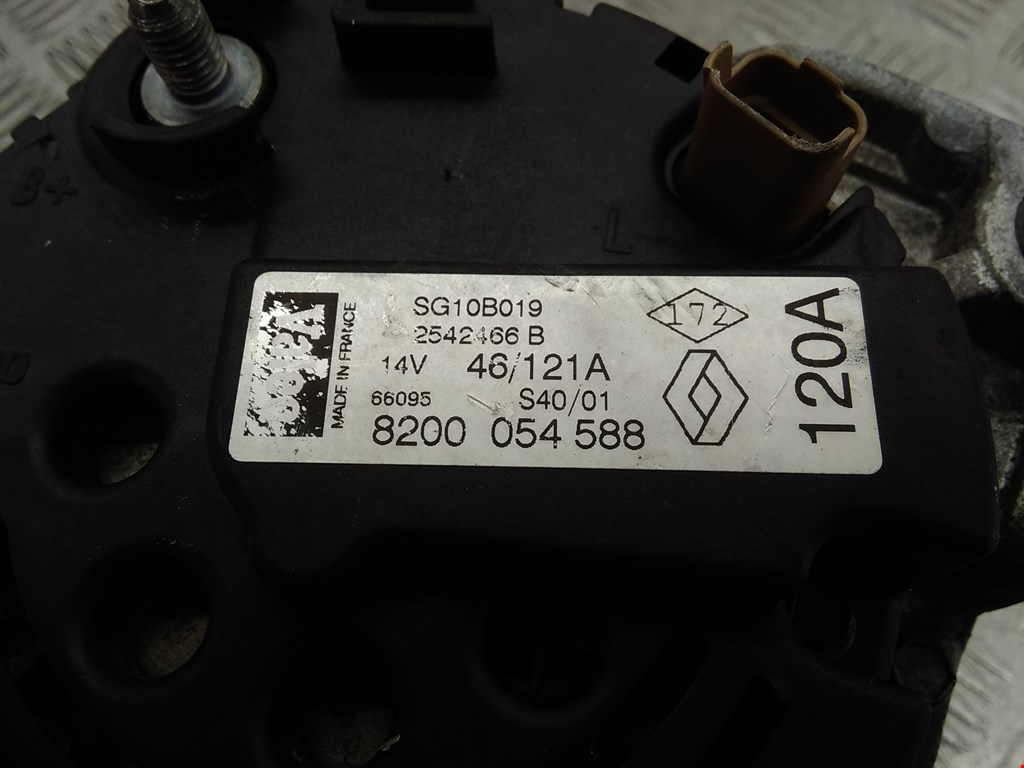 B+
L
MADE IN FRANCE
SG10B019
2542466 B
14V 46/121A
66095 S40/01
8200 054 588
172
120A